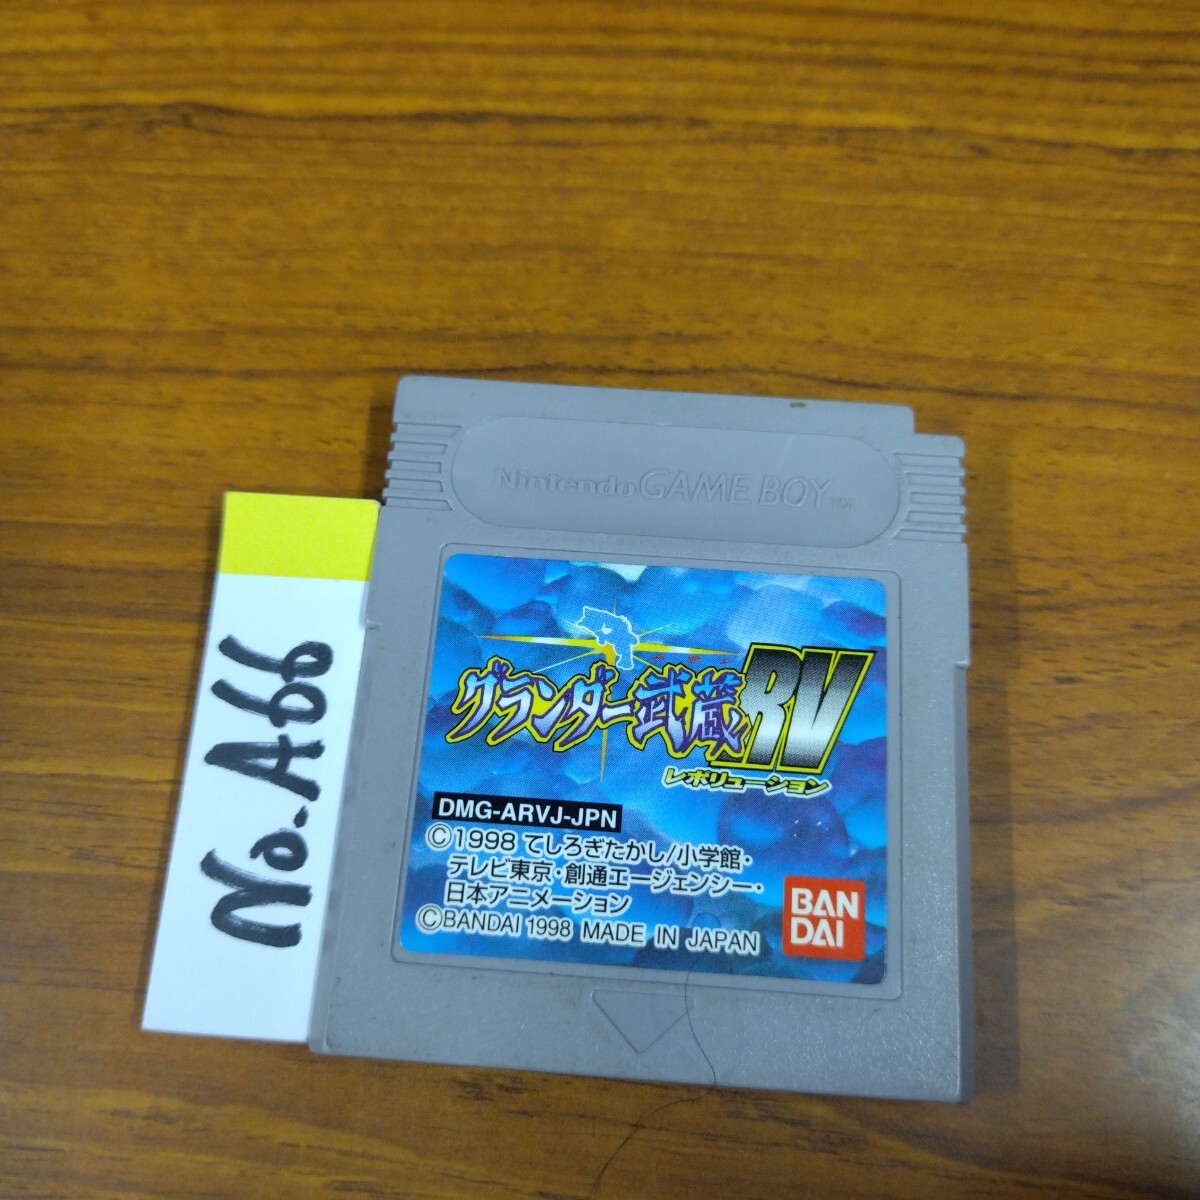 Nintendo GAME BOY™
グランダー武蔵RV
レボリューション
DMG-ARVJ-JPN
©1998 てしろぎたかし/小学館・
テレビ東京・創通エージェンシー・
日本アニメーション
©BANDAI 1998 MADE IN JAPAN
BAN
DAI
No.A66